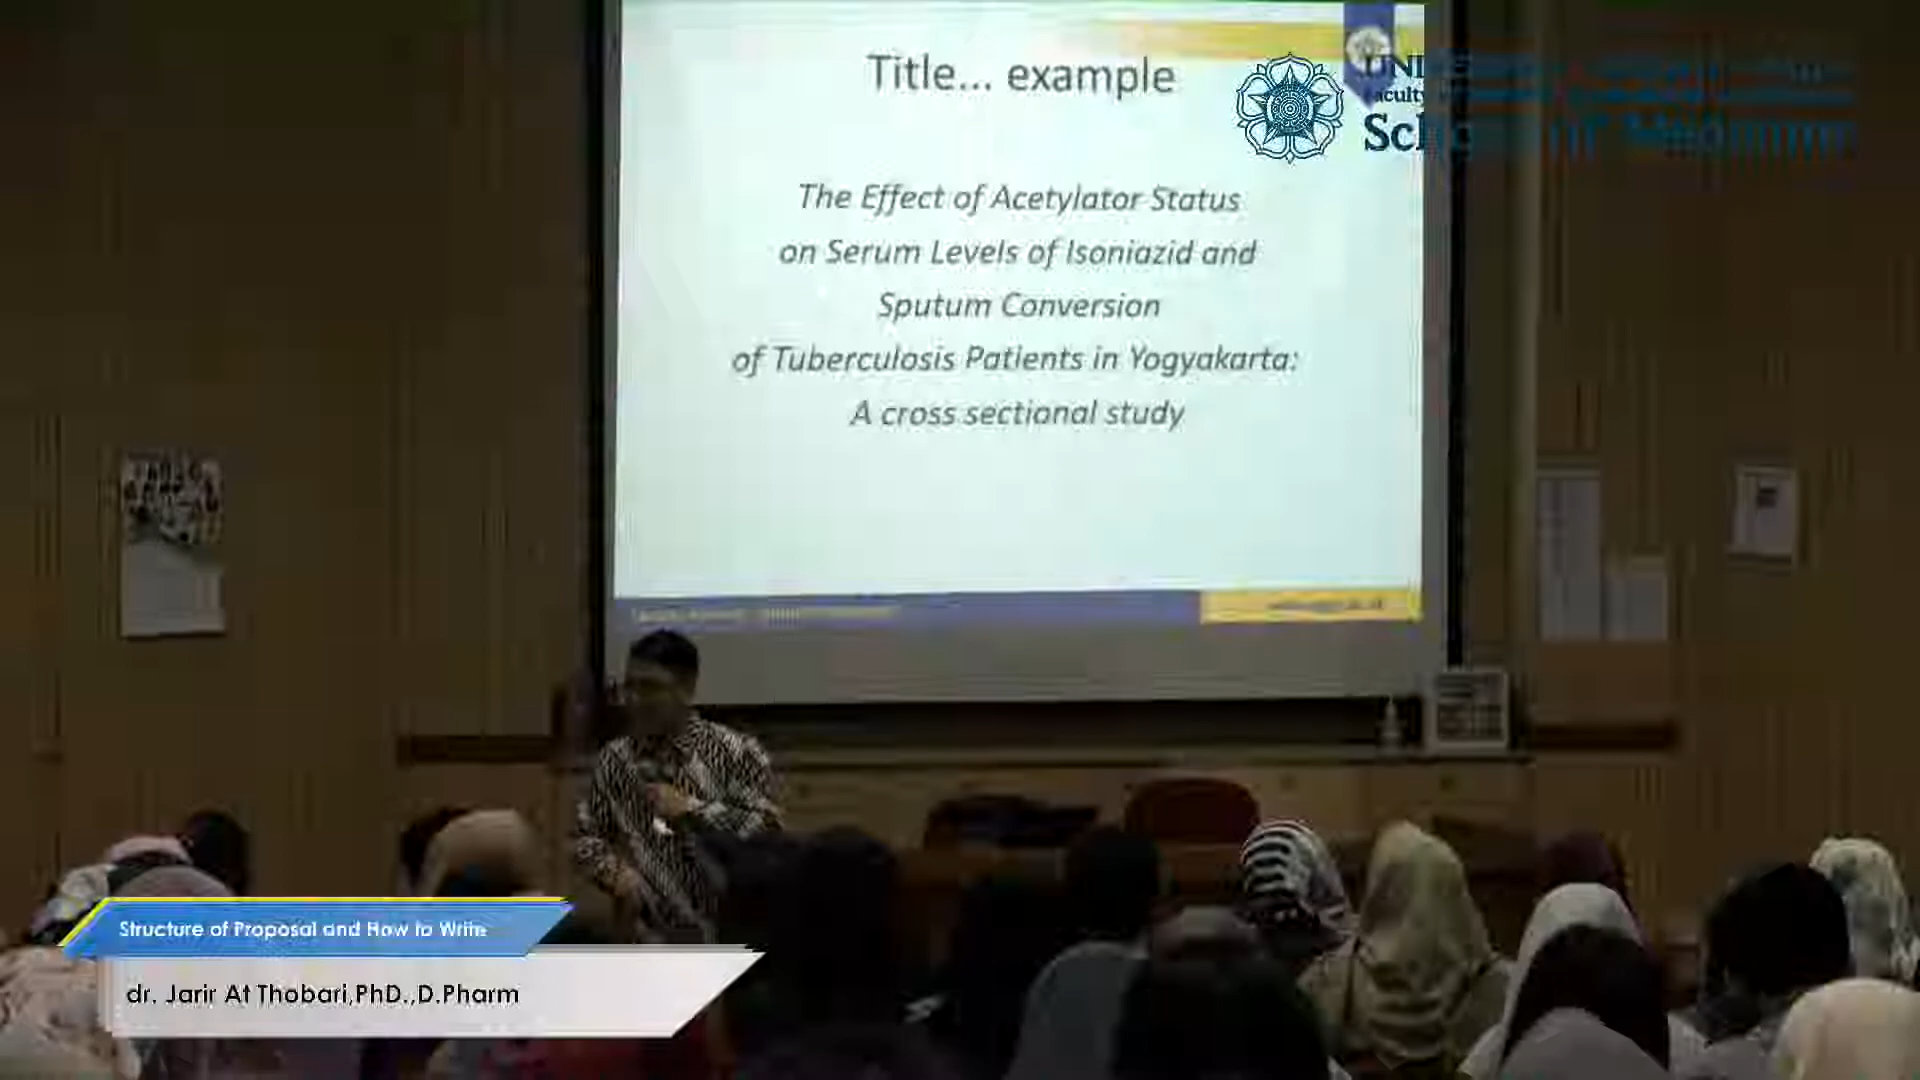 Title... example
The Effect of Acetylator Status
on Serum Levels of Isoniazid and
Sputum Conversion
of Tuberculosis Patients in Yogyakarta:
A cross sectional study
Structure of Proposal and How to Write
dr. Jarir At Thobari,PhD.,D.Pharm